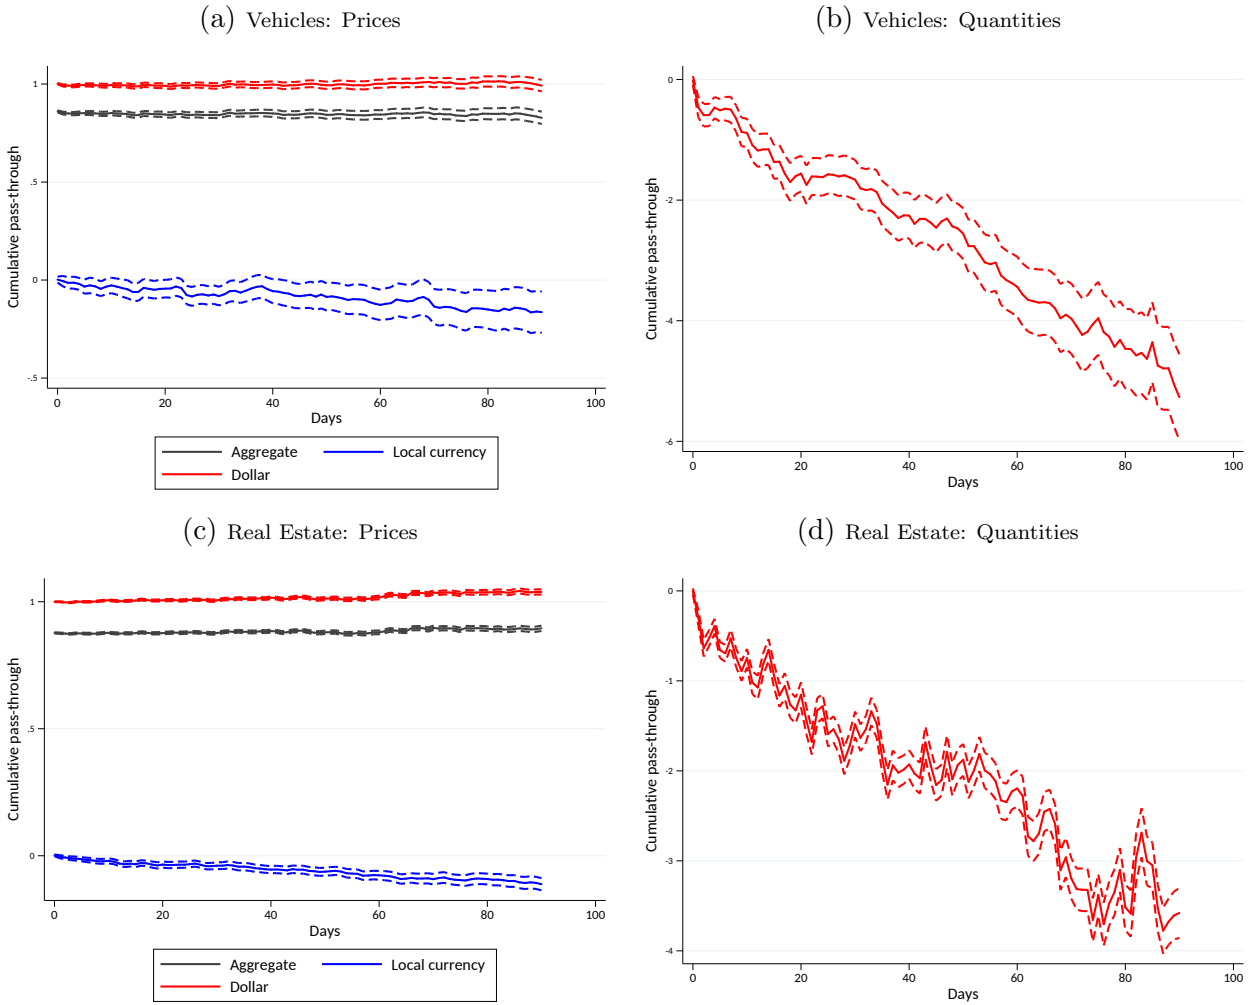 (a) Vehicles: Prices
Cumulative pass-through
1
.5
0
-.5
0 20 40 60 80 100
Days
Aggregate Local currency
Dollar
(b) Vehicles: Quantities
Cumulative pass-through
0
-2
-4
-6
0 20 40 60 80 100
Days
(c) Real Estate: Prices
Cumulative pass-through
1
.5
0
0 20 40 60 80 100
Days
Aggregate Local currency
Dollar
(d) Real Estate: Quantities
Cumulative pass-through
0
-1
-2
-3
-4
0 20 40 60 80 100
Days